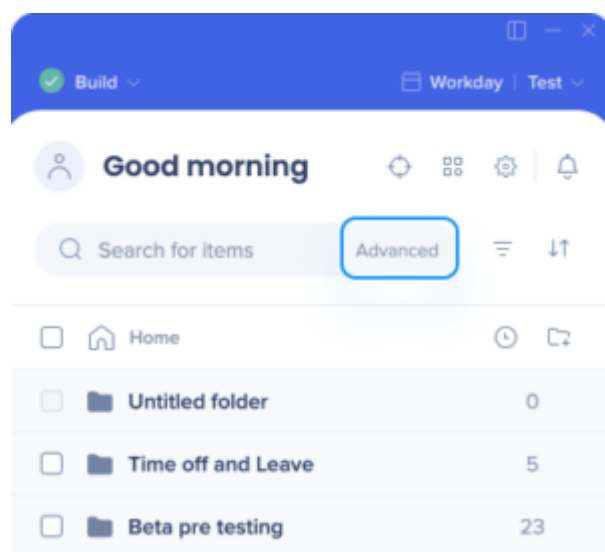 Build Workday | Test
Good morning
Search for items Advanced
Home
Untitled folder 0
Time off and Leave 5
Beta pre testing 23